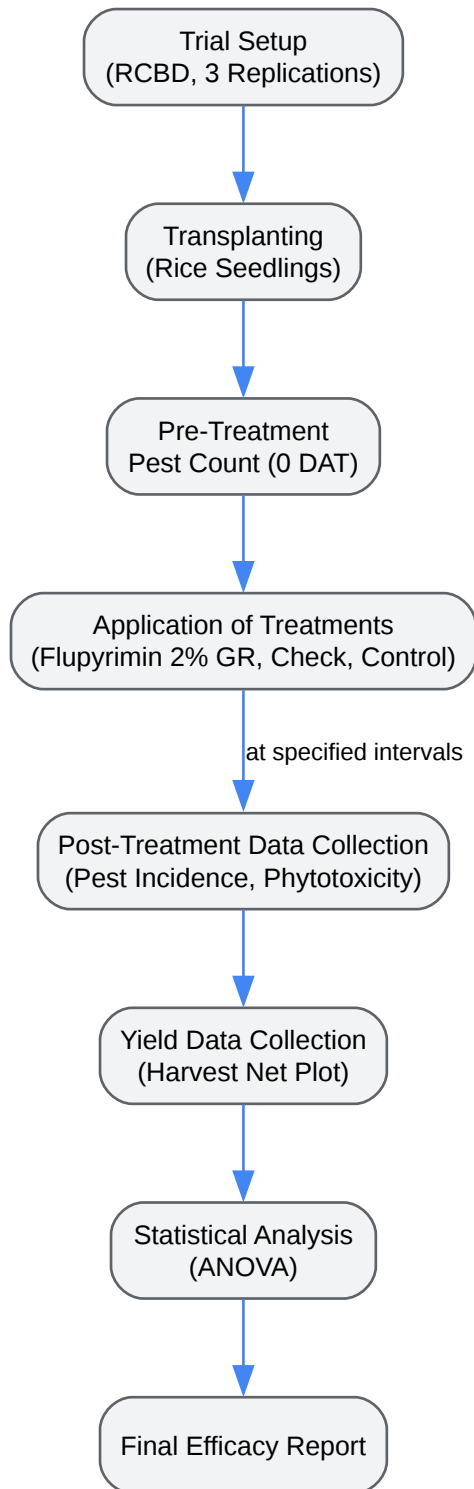 Trial Setup
(RCBD, 3 Replications)
Transplanting
(Rice Seedlings)
Pre-Treatment
Pest Count (0 DAT)
Application of Treatments
(Flupyrimin 2% GR, Check, Control)
at specified intervals
Post-Treatment Data Collection
(Pest Incidence, Phytotoxicity)
Yield Data Collection
(Harvest Net Plot)
Statistical Analysis
(ANOVA)
Final Efficacy Report